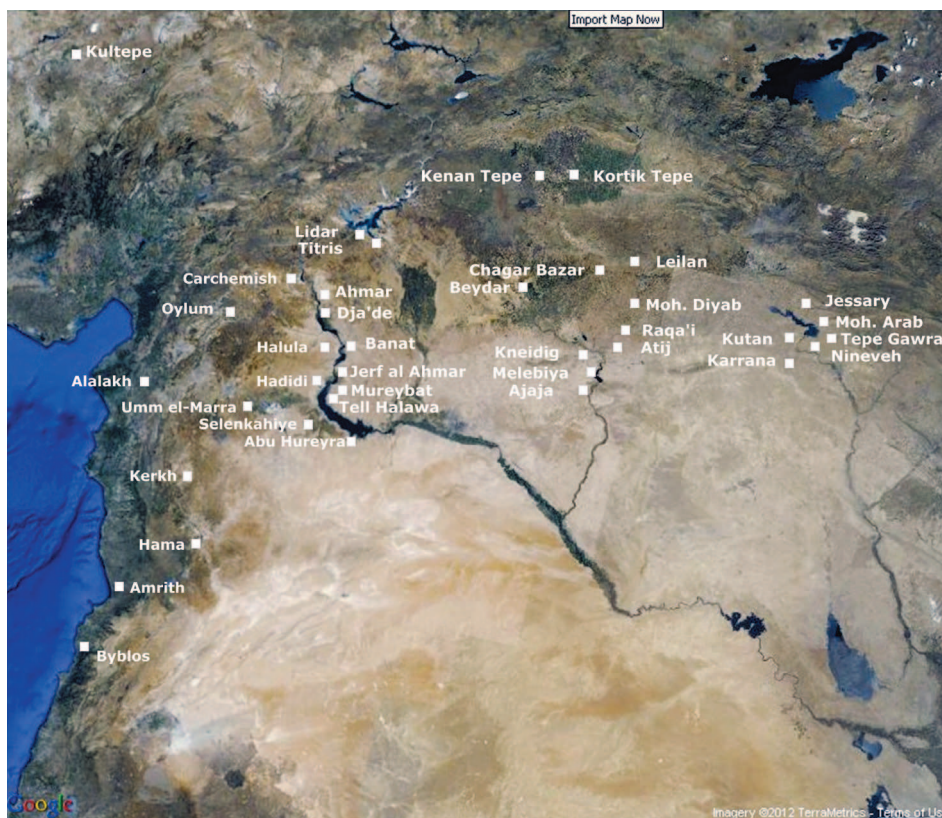 Import Map Now
Kultepe
Kenan Tepe
Kortik Tepe
Lidar
Titris
Leilan
Chagar Bazar
Carchemish
Beydar
Ahmar
Oylum
Dja'de
Moh. Diyab
Jessary
Moh. Arab
Raqa'i
Kutan
Tepe Gawra
Halula
Banat
Atij
Kneidig
Nineveh
Karrana
Jerf al Ahmar
Melebiya
Alalakh
Hadidi
Mureybat
Ajaja
Umm el-Marra
Tell Halawa
Selenkahiye
Abu Hureyra
Kerkh
Hama
Amrith
Byblos
Google
Imagery ©2012 TerraMetrics - Terms of Us